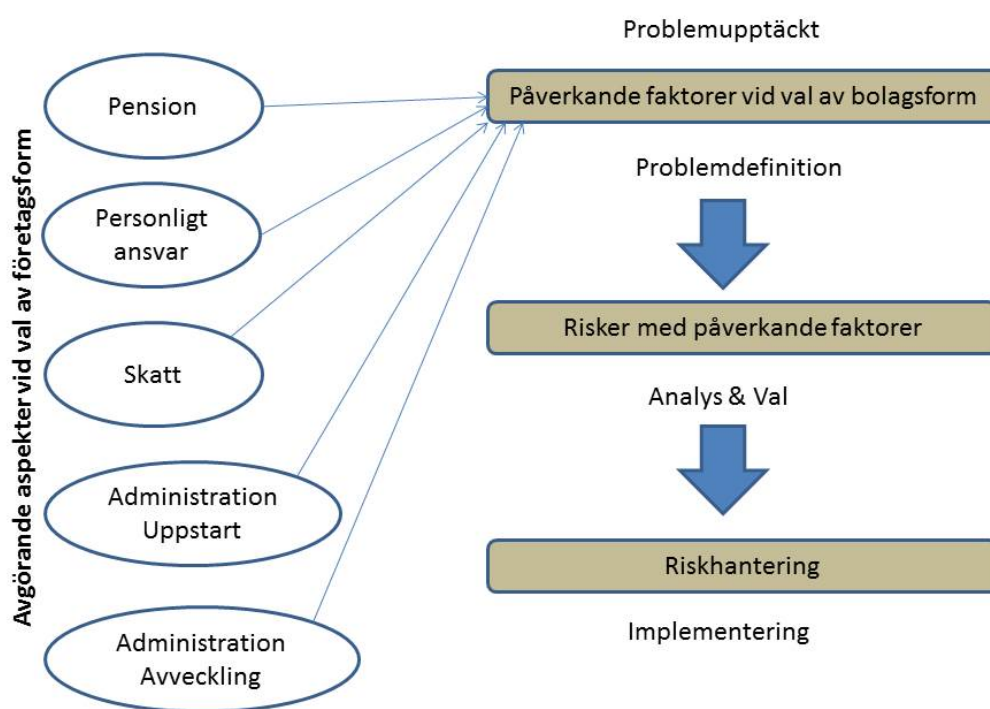 Avgörande aspekter vid val av företagsform
Pension
Personligt
ansvar
Skatt
Administration
Uppstart
Administration
Avveckling
Problemupptäckt
Påverkande faktorer vid val av bolagsform
Problemdefinition
Risker med påverkande faktorer
Analys & Val
Riskhantering
Implementering